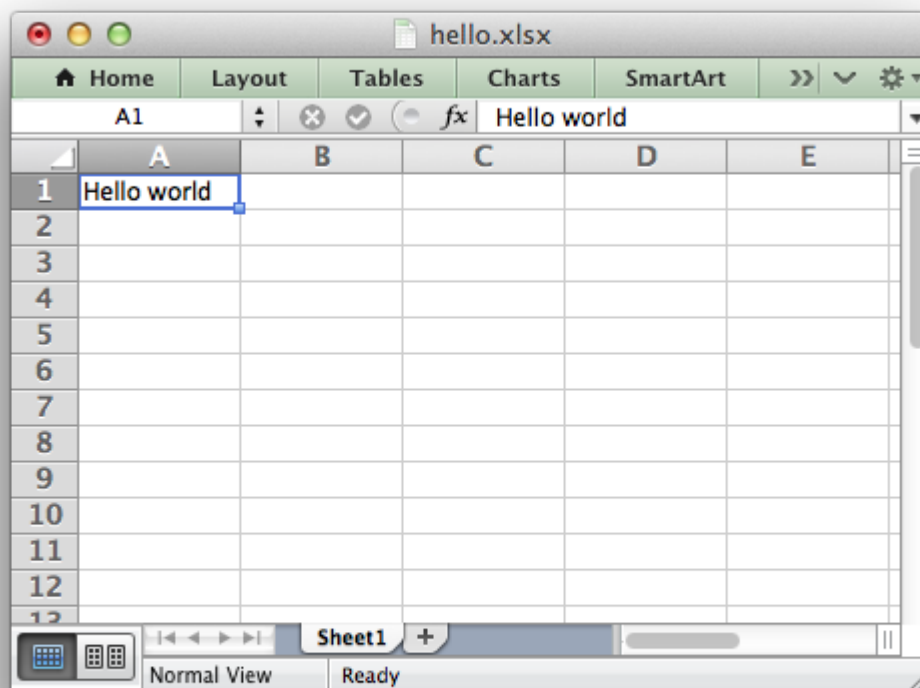 hello.xlsx
Home Layout Tables Charts SmartArt
A1 fx Hello world
A B C D E
1 Hello world
2
3
4
5
6
7
8
9
10
11
12
13
Sheet1 +
Normal View Ready